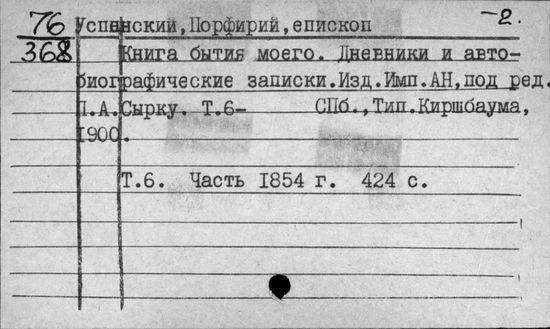 76 Успенский, Порфирий, епископ -2.
368 Книга бытия моего. Дневники и авто-
биографические записки. Изд. Имп. АН, под ред.
П.А. Сырку. Т.6- СПб., Тип. Киршбаума,
1900.
Т.6. Часть 1854 г. 424 с.